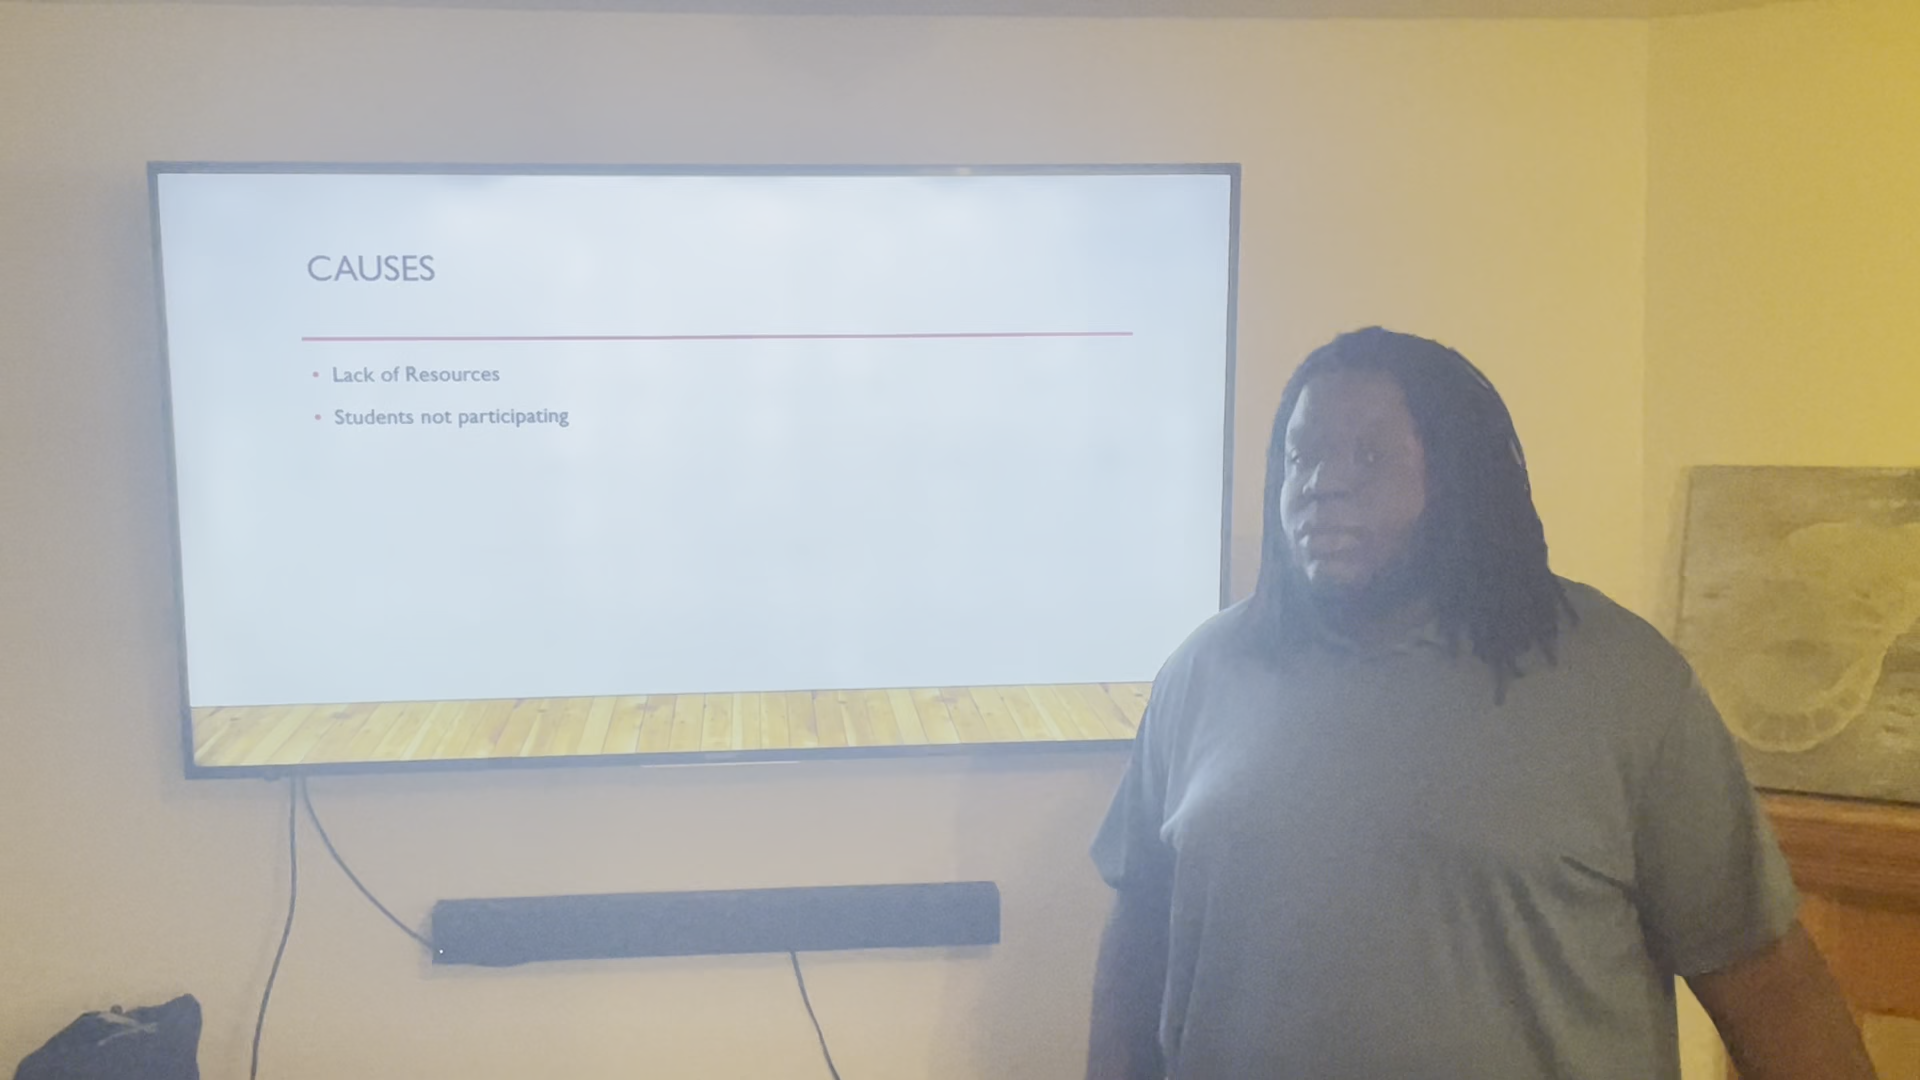 CAUSES
• Lack of Resources
• Students not participating